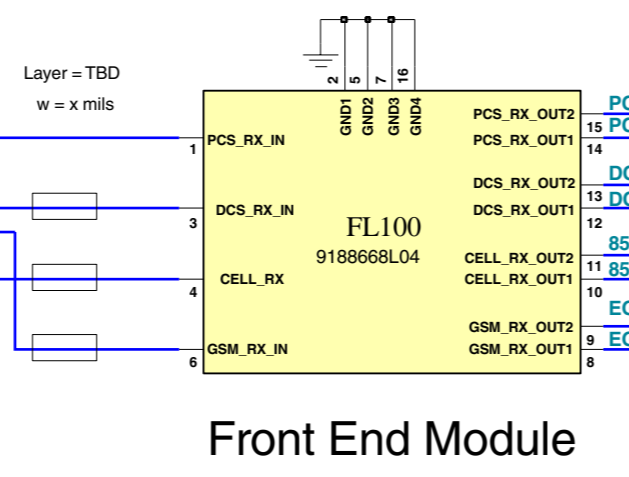 Layer = TBD
w = x mils
2 5 7 16
GND1 GND2 GND3 GND4
PCS_RX_OUT2
15
PCS_RX_IN
PCS_RX_OUT1
1
14
DCS_RX_OUT2
13
DCS_RX_IN
DCS_RX_OUT1
3
12
FL100
9188668L04
CELL_RX_OUT2
85
11
CELL_RX
CELL_RX_OUT1
85
4
10
GSM_RX_OUT2
9
GSM_RX_IN
GSM_RX_OUT1
6
8
Front End Module